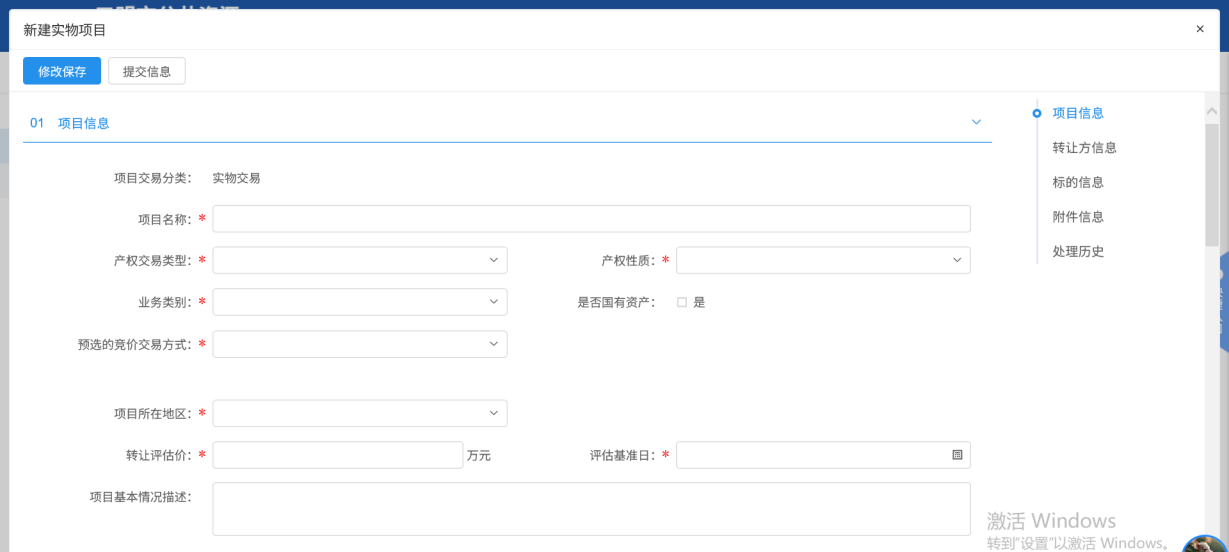 新建实物项目 ×
修改保存 提交信息
01 项目信息
项目交易分类： 实物交易
项目名称：*
产权交易类型：* 产权性质：*
业务类别：* 是否国有资产： 是
预选的竞价交易方式：*
项目所在地区：*
转让评估价：* 万元 评估基准日：*
项目基本情况描述：
项目信息
转让方信息
标的信息
附件信息
处理历史
激活 Windows
转到"设置"以激活 Windows。